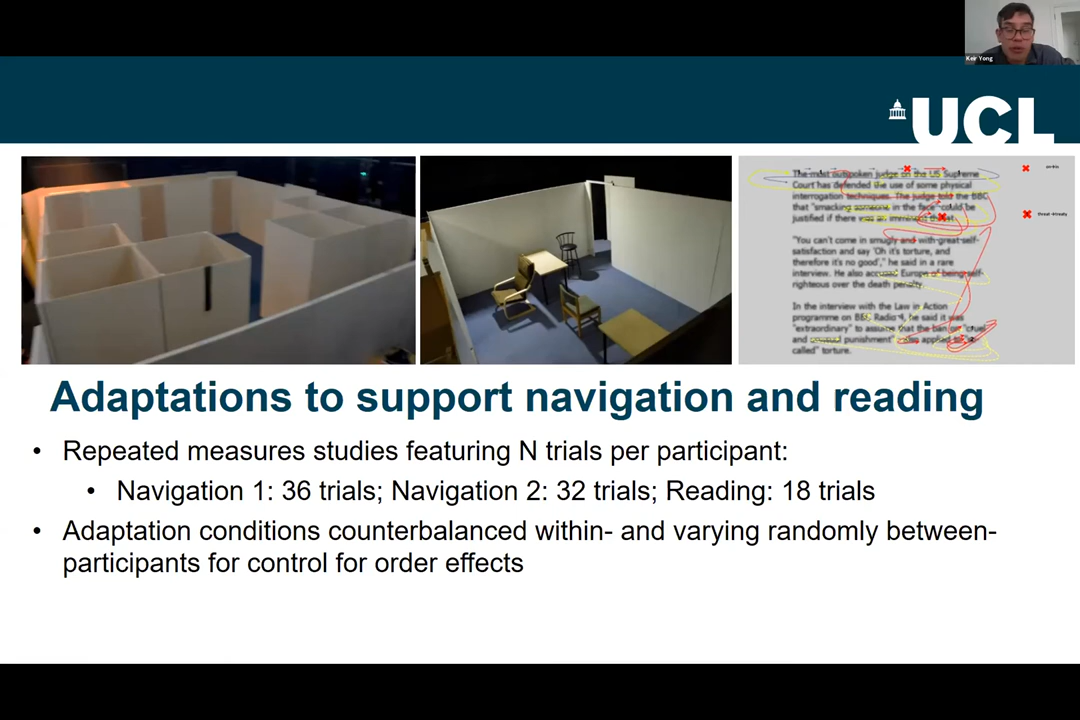 Keir Yong
UCL
The most outspoken judge on the US Supreme
Court has defended the use of some physical
interrogation techniques. The judge told the BBC
that "smacking someone in the face" could be
justified if there was an imminent threat.
"You can't come in smugly and with great self-
satisfaction and say 'Oh it's torture, and
therefore it's no good'," he said in a rare
interview. He also accused Europe of being self-
righteous over the death penalty.
In the interview with the Law in Action
programme on BBC Radio 4, he said it was
"extraordinary" to assume that the ban on "cruel
and unusual punishment" also applied to "so-
called" torture.
Adaptations to support navigation and reading
• Repeated measures studies featuring N trials per participant:
• Navigation 1: 36 trials; Navigation 2: 32 trials; Reading: 18 trials
• Adaptation conditions counterbalanced within- and varying randomly between-
participants for control for order effects